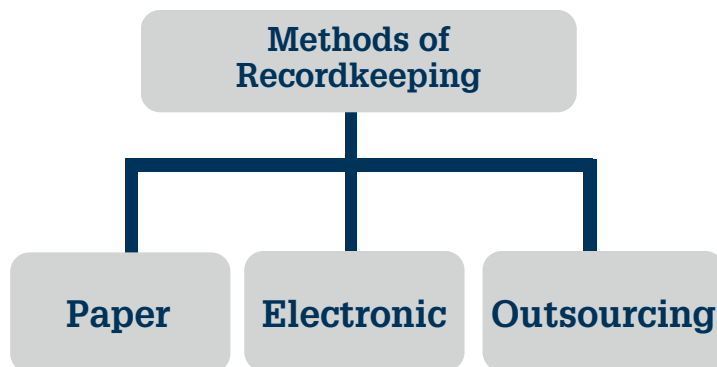 Methods of
Recordkeeping
Paper
Electronic
Outsourcing